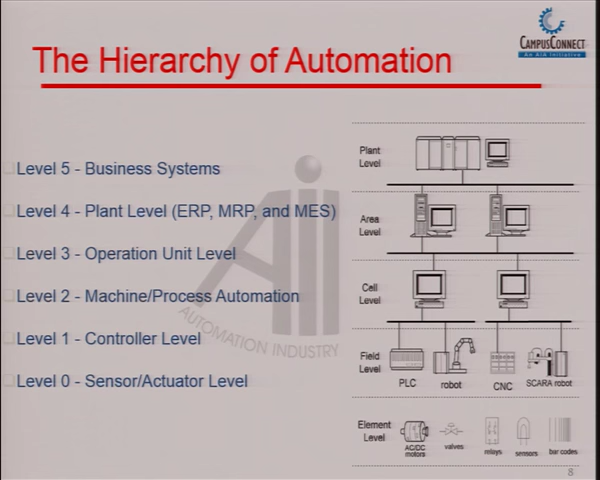 The Hierarchy of Automation
CAMPUSCONNECT
An AIA Initiative
Level 5 - Business Systems
Level 4 - Plant Level (ERP, MRP, and MES)
Level 3 - Operation Unit Level
Level 2 - Machine/Process Automation
Level 1 - Controller Level
Level 0 - Sensor/Actuator Level
AUTOMATION INDUSTRY
Plant
Level
Area
Level
Cell
Level
Field
Level
PLC
robot
CNC
SCARA robot
Element
Level
AC/DC
motors
valves
relays
sensors
bar codes
8